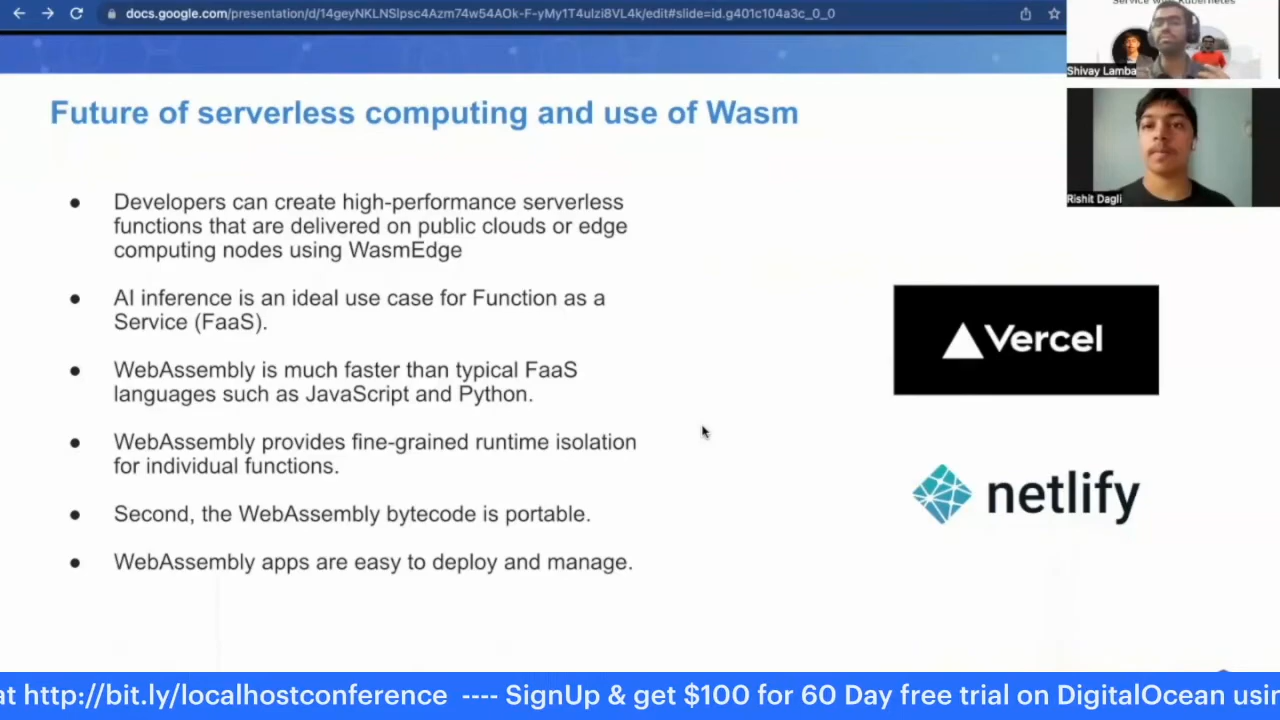 docs.google.com/presentation/d/14geyNKLNSlpsc4Azm74w54AOk-F-yMy1T4ulzi8VL4k/edit#slide=id.g401c104a3c_0_0
Service with Kubernetes
Shivay Lamba
Rishit Dagli
Future of serverless computing and use of Wasm
● Developers can create high-performance serverless
functions that are delivered on public clouds or edge
computing nodes using WasmEdge
● AI inference is an ideal use case for Function as a
Service (FaaS).
● WebAssembly is much faster than typical FaaS
languages such as JavaScript and Python.
● WebAssembly provides fine-grained runtime isolation
for individual functions.
● Second, the WebAssembly bytecode is portable.
● WebAssembly apps are easy to deploy and manage.
Vercel
netlify
at http://bit.ly/localhostconference ---- SignUp & get $100 for 60 Day free trial on DigitalOcean usin